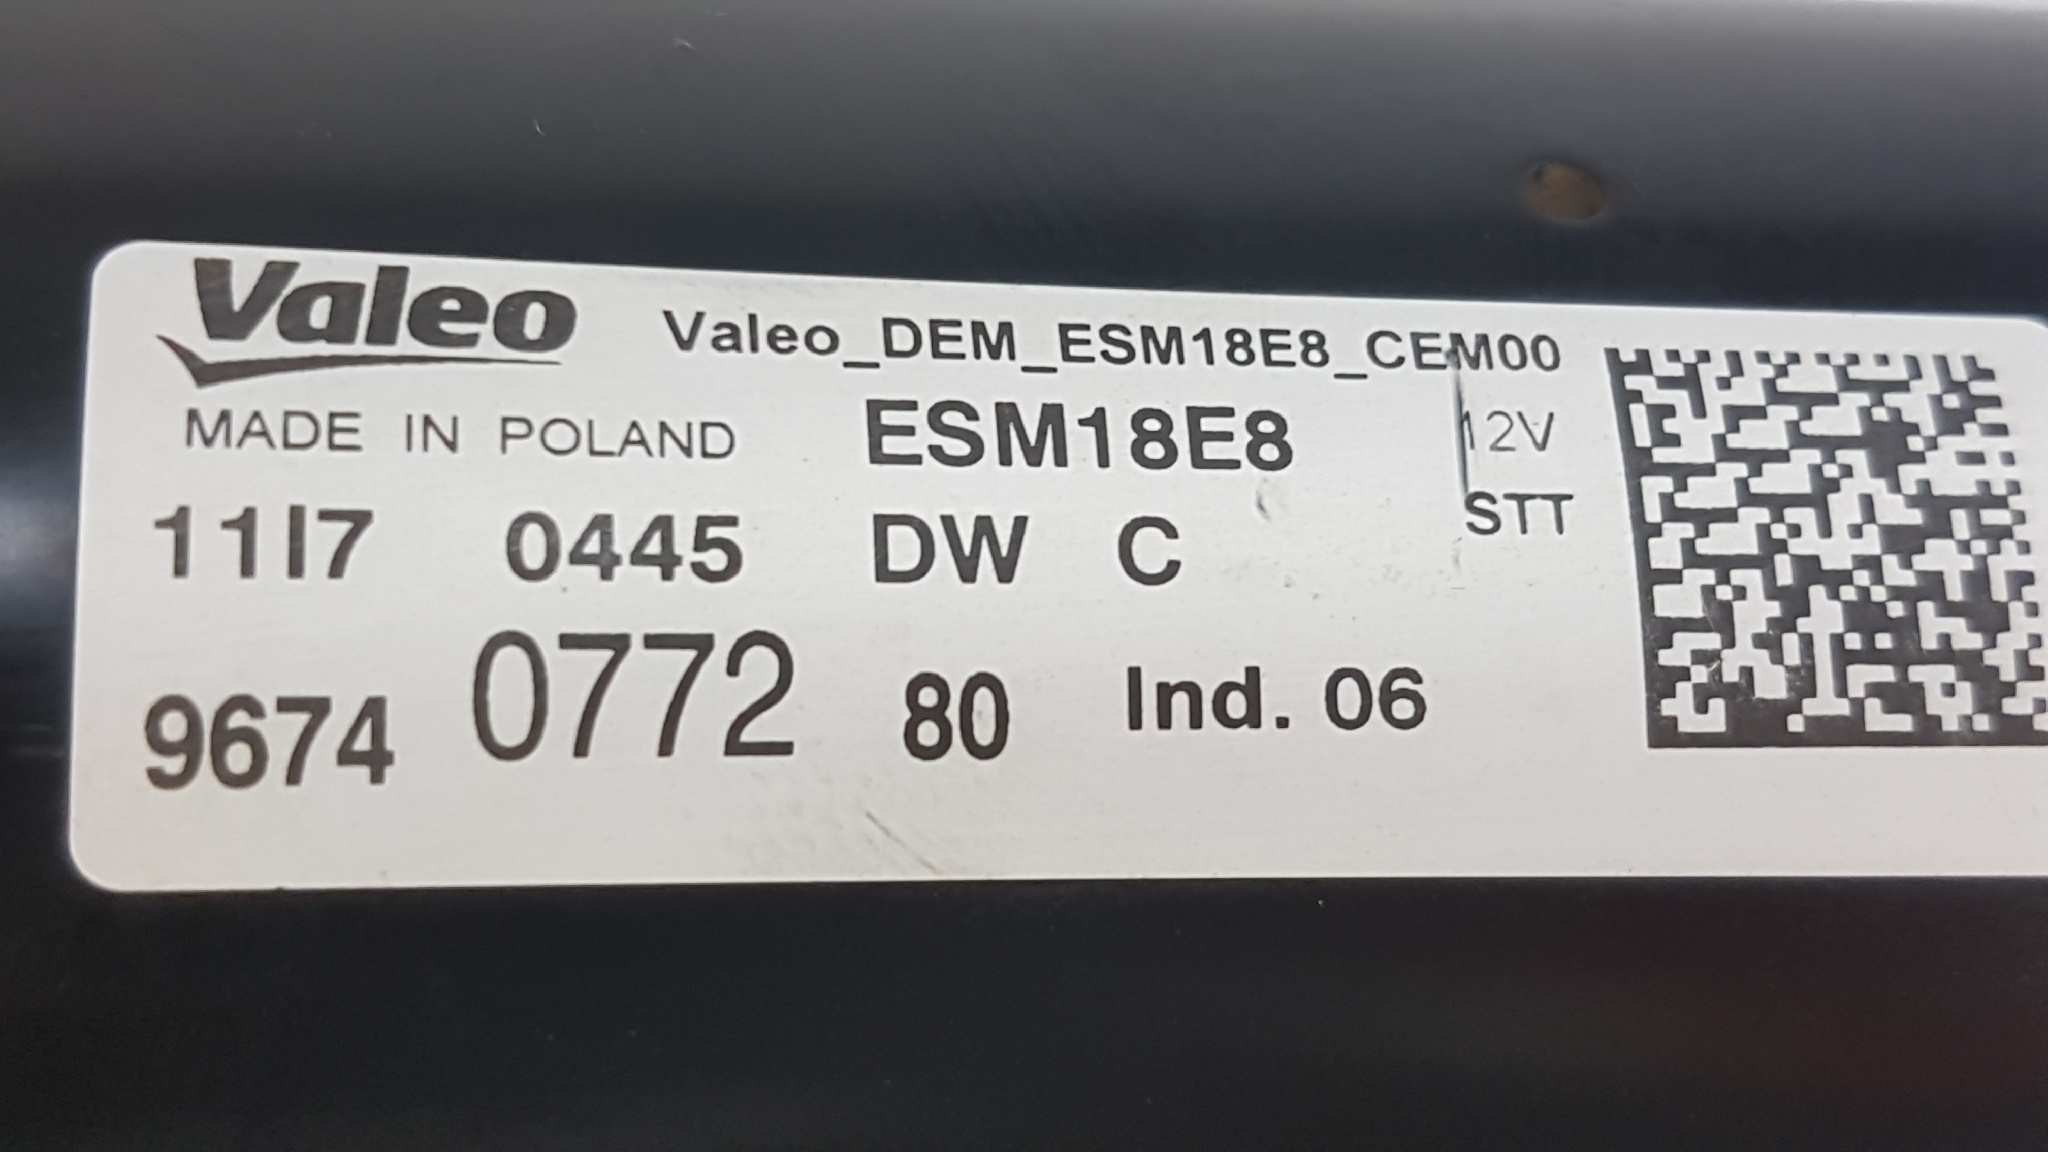 Valeo Valeo_DEM_ESM18E8_CEM00
MADE IN POLAND ESM18E8 12V
11I7 0445 DW C STT
9674 0772 80 Ind. 06